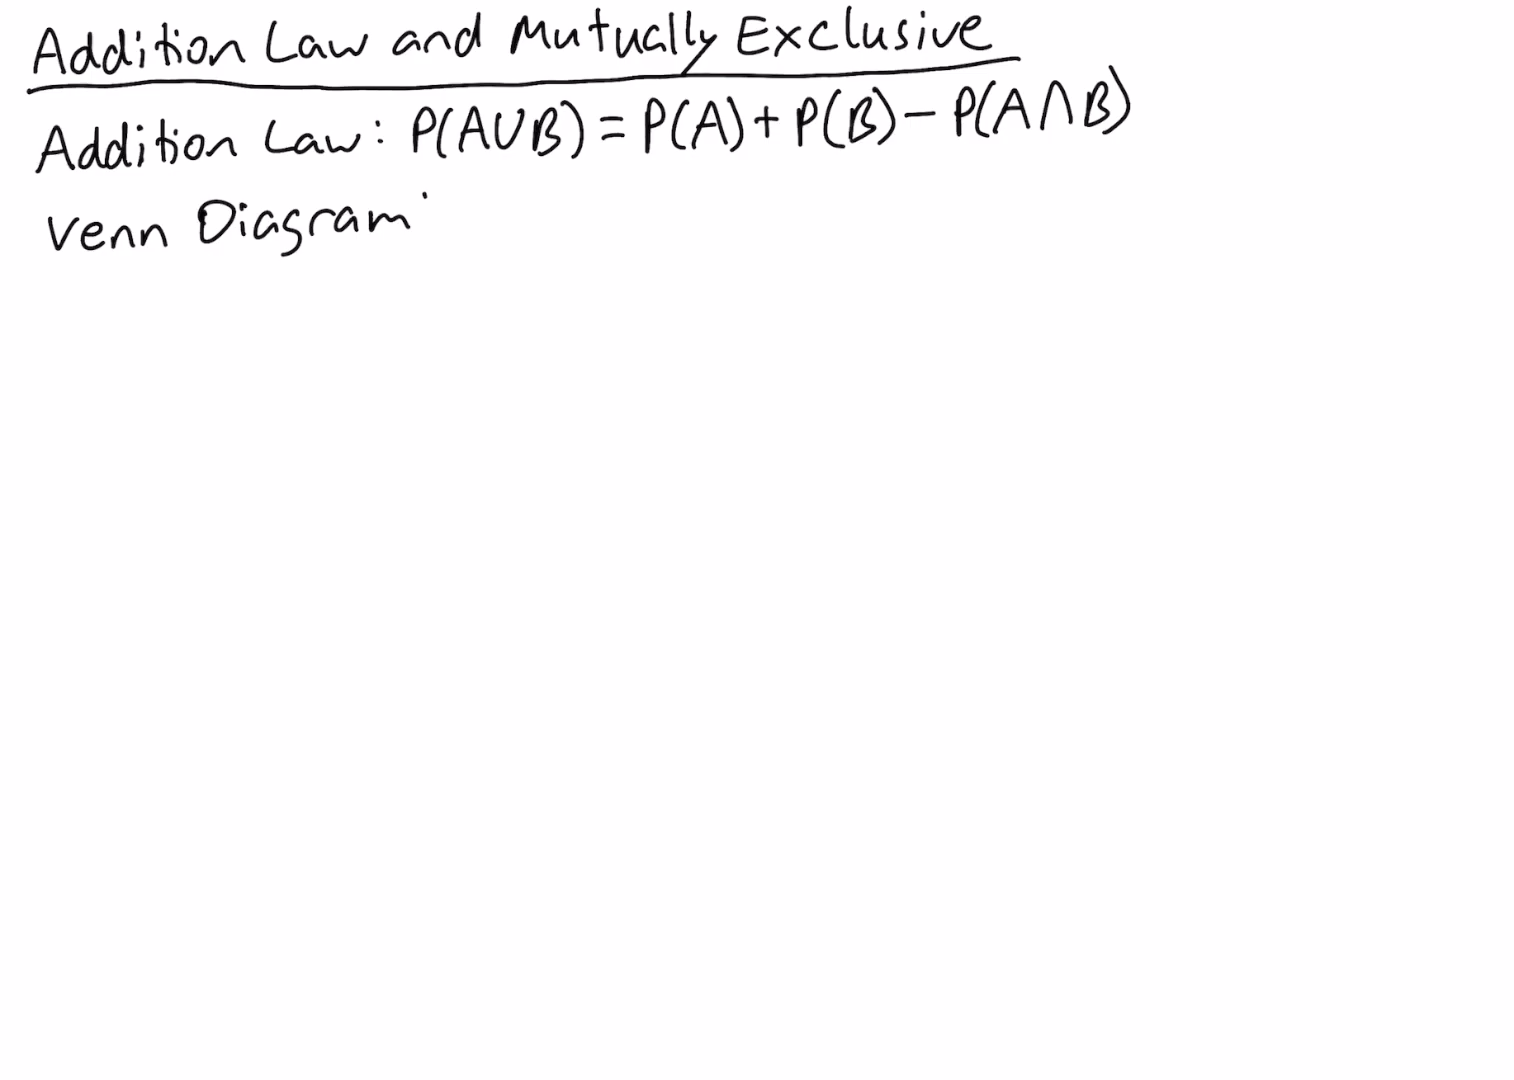 Addition Law and Mutually Exclusive
Addition Law: P(A∪B) = P(A) + P(B) - P(A∩B)
Venn Diagram